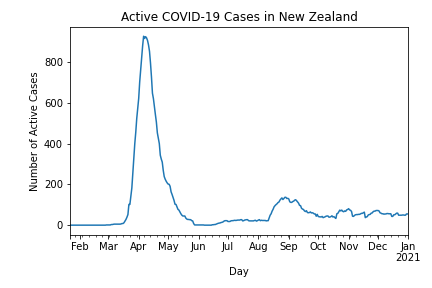 Active COVID-19 Cases in New Zealand
Number of Active Cases
800
600
400
200
0
Feb Mar Apr May Jun Jul Aug Sep Oct Nov Dec Jan
2021
Day